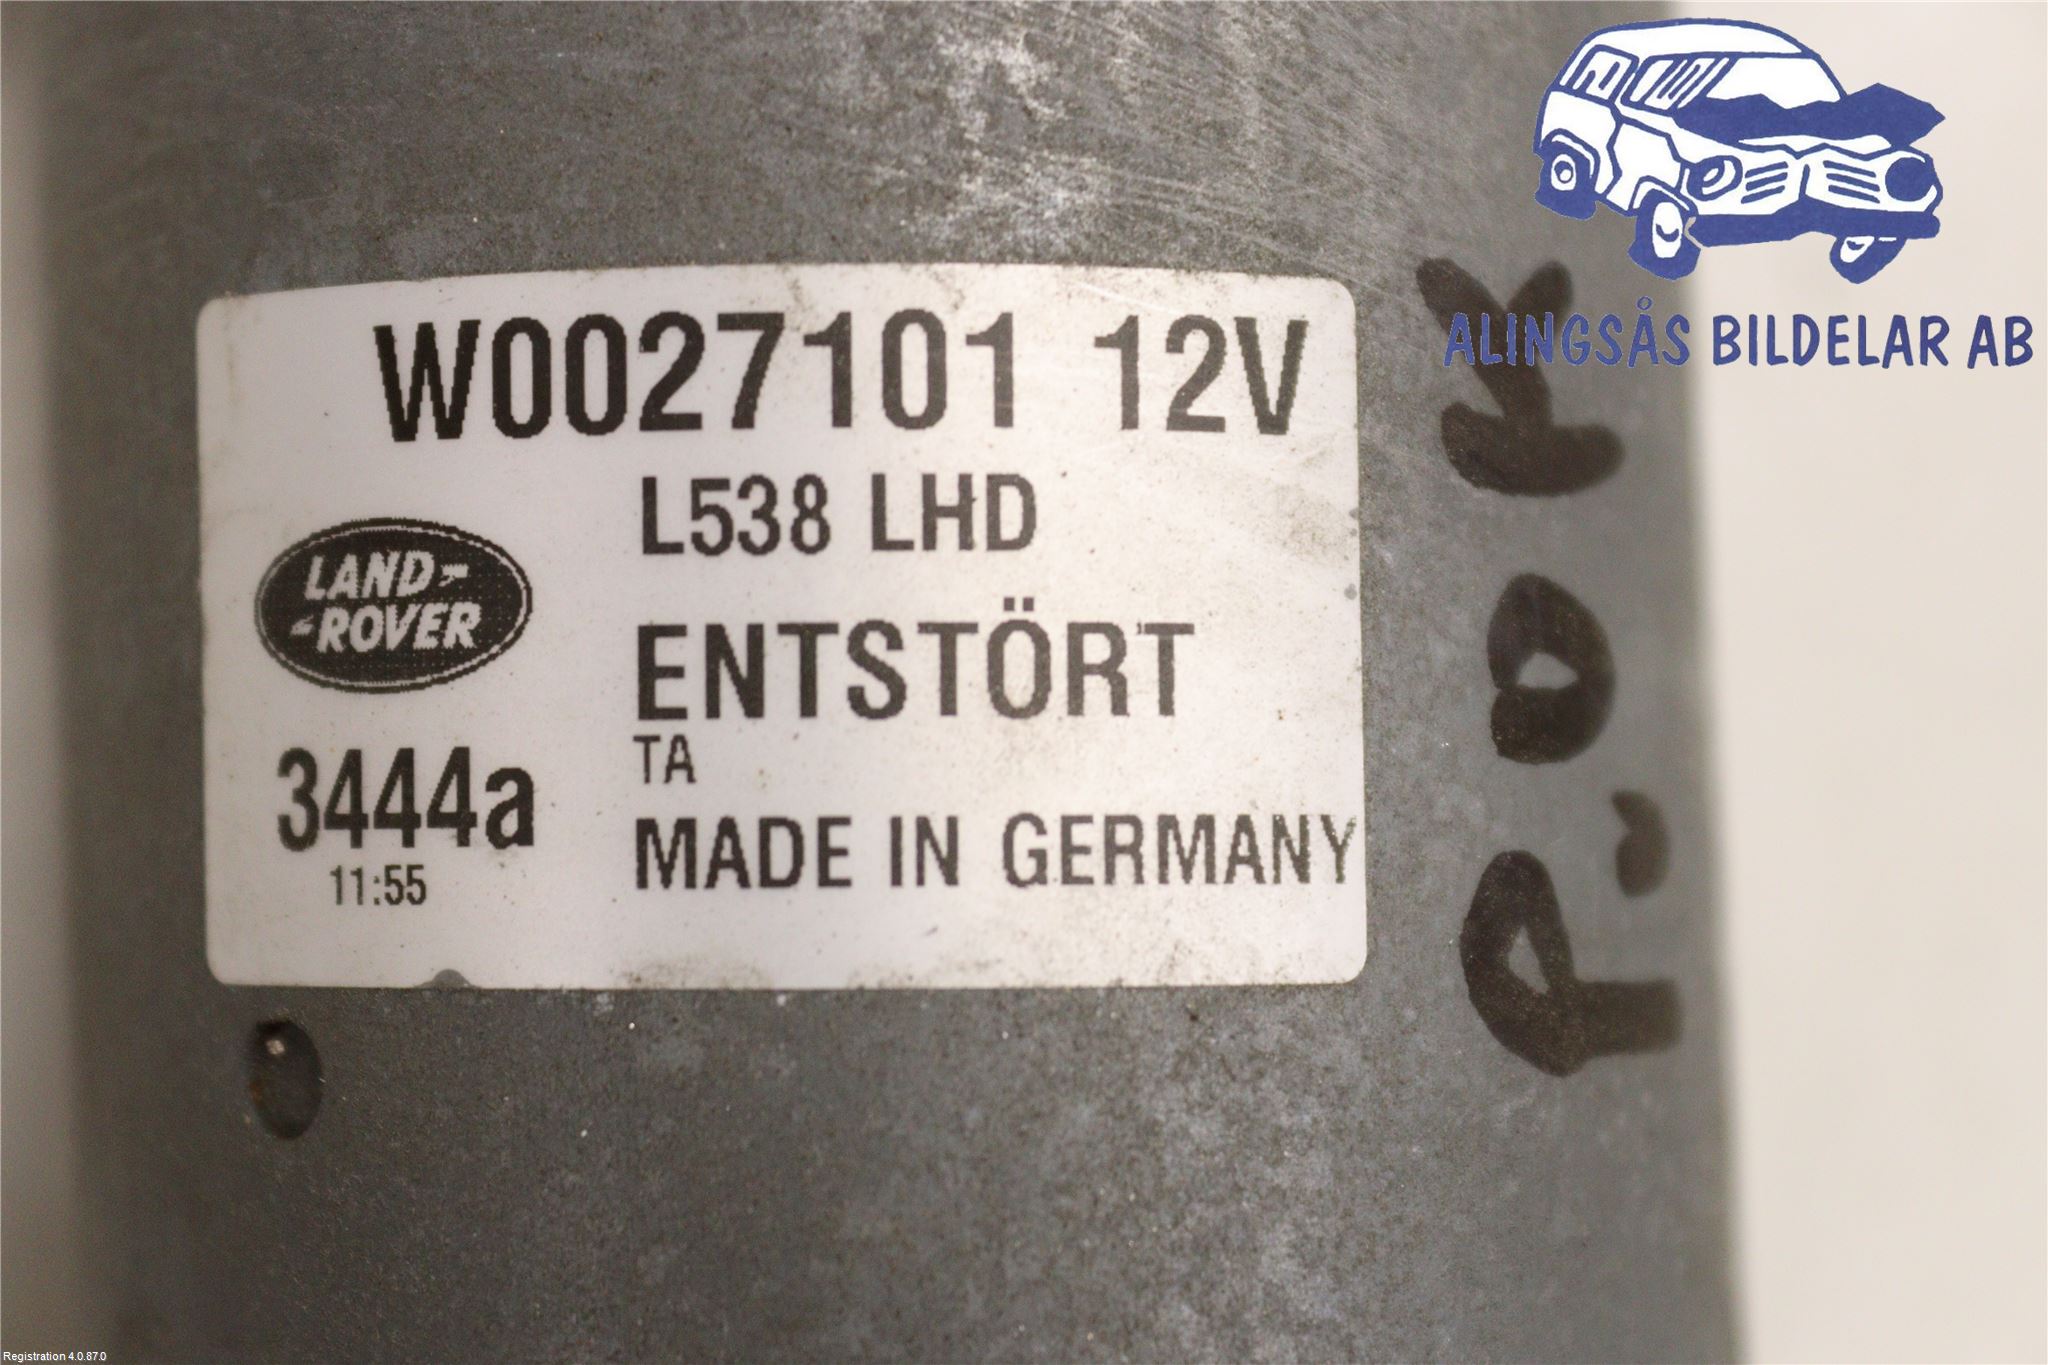 ALINGSÅS BILDELAR AB
W0027101 12V
L538 LHD
LAND-
-ROVER
ENTSTÖRT
TA
3444a
MADE IN GERMANY
11:55
P.OK
Registration 4.0.87.0